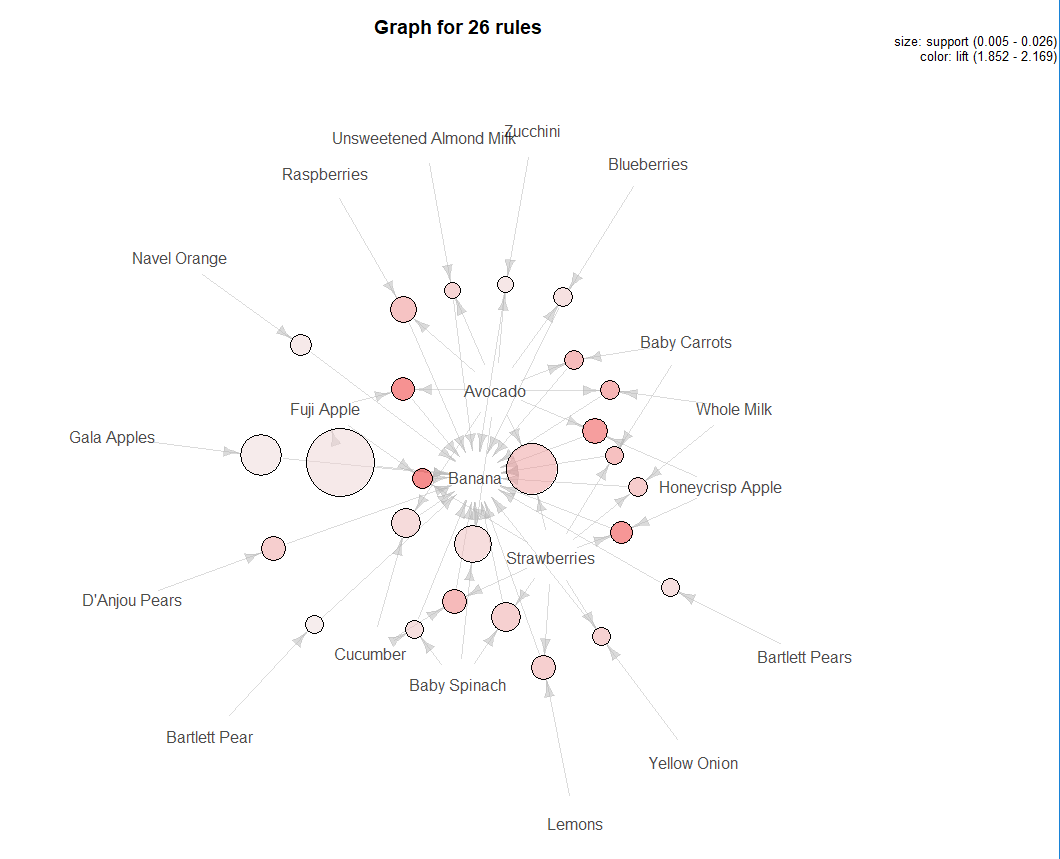 Graph for 26 rules
size: support (0.005 - 0.026)
color: lift (1.852 - 2.169)
Zucchini
Unsweetened Almond Milk
Blueberries
Raspberries
Navel Orange
Baby Carrots
Avocado
Fuji Apple
Whole Milk
Gala Apples
Banana
Honeycrisp Apple
Strawberries
D'Anjou Pears
Cucumber
Bartlett Pears
Baby Spinach
Bartlett Pear
Yellow Onion
Lemons